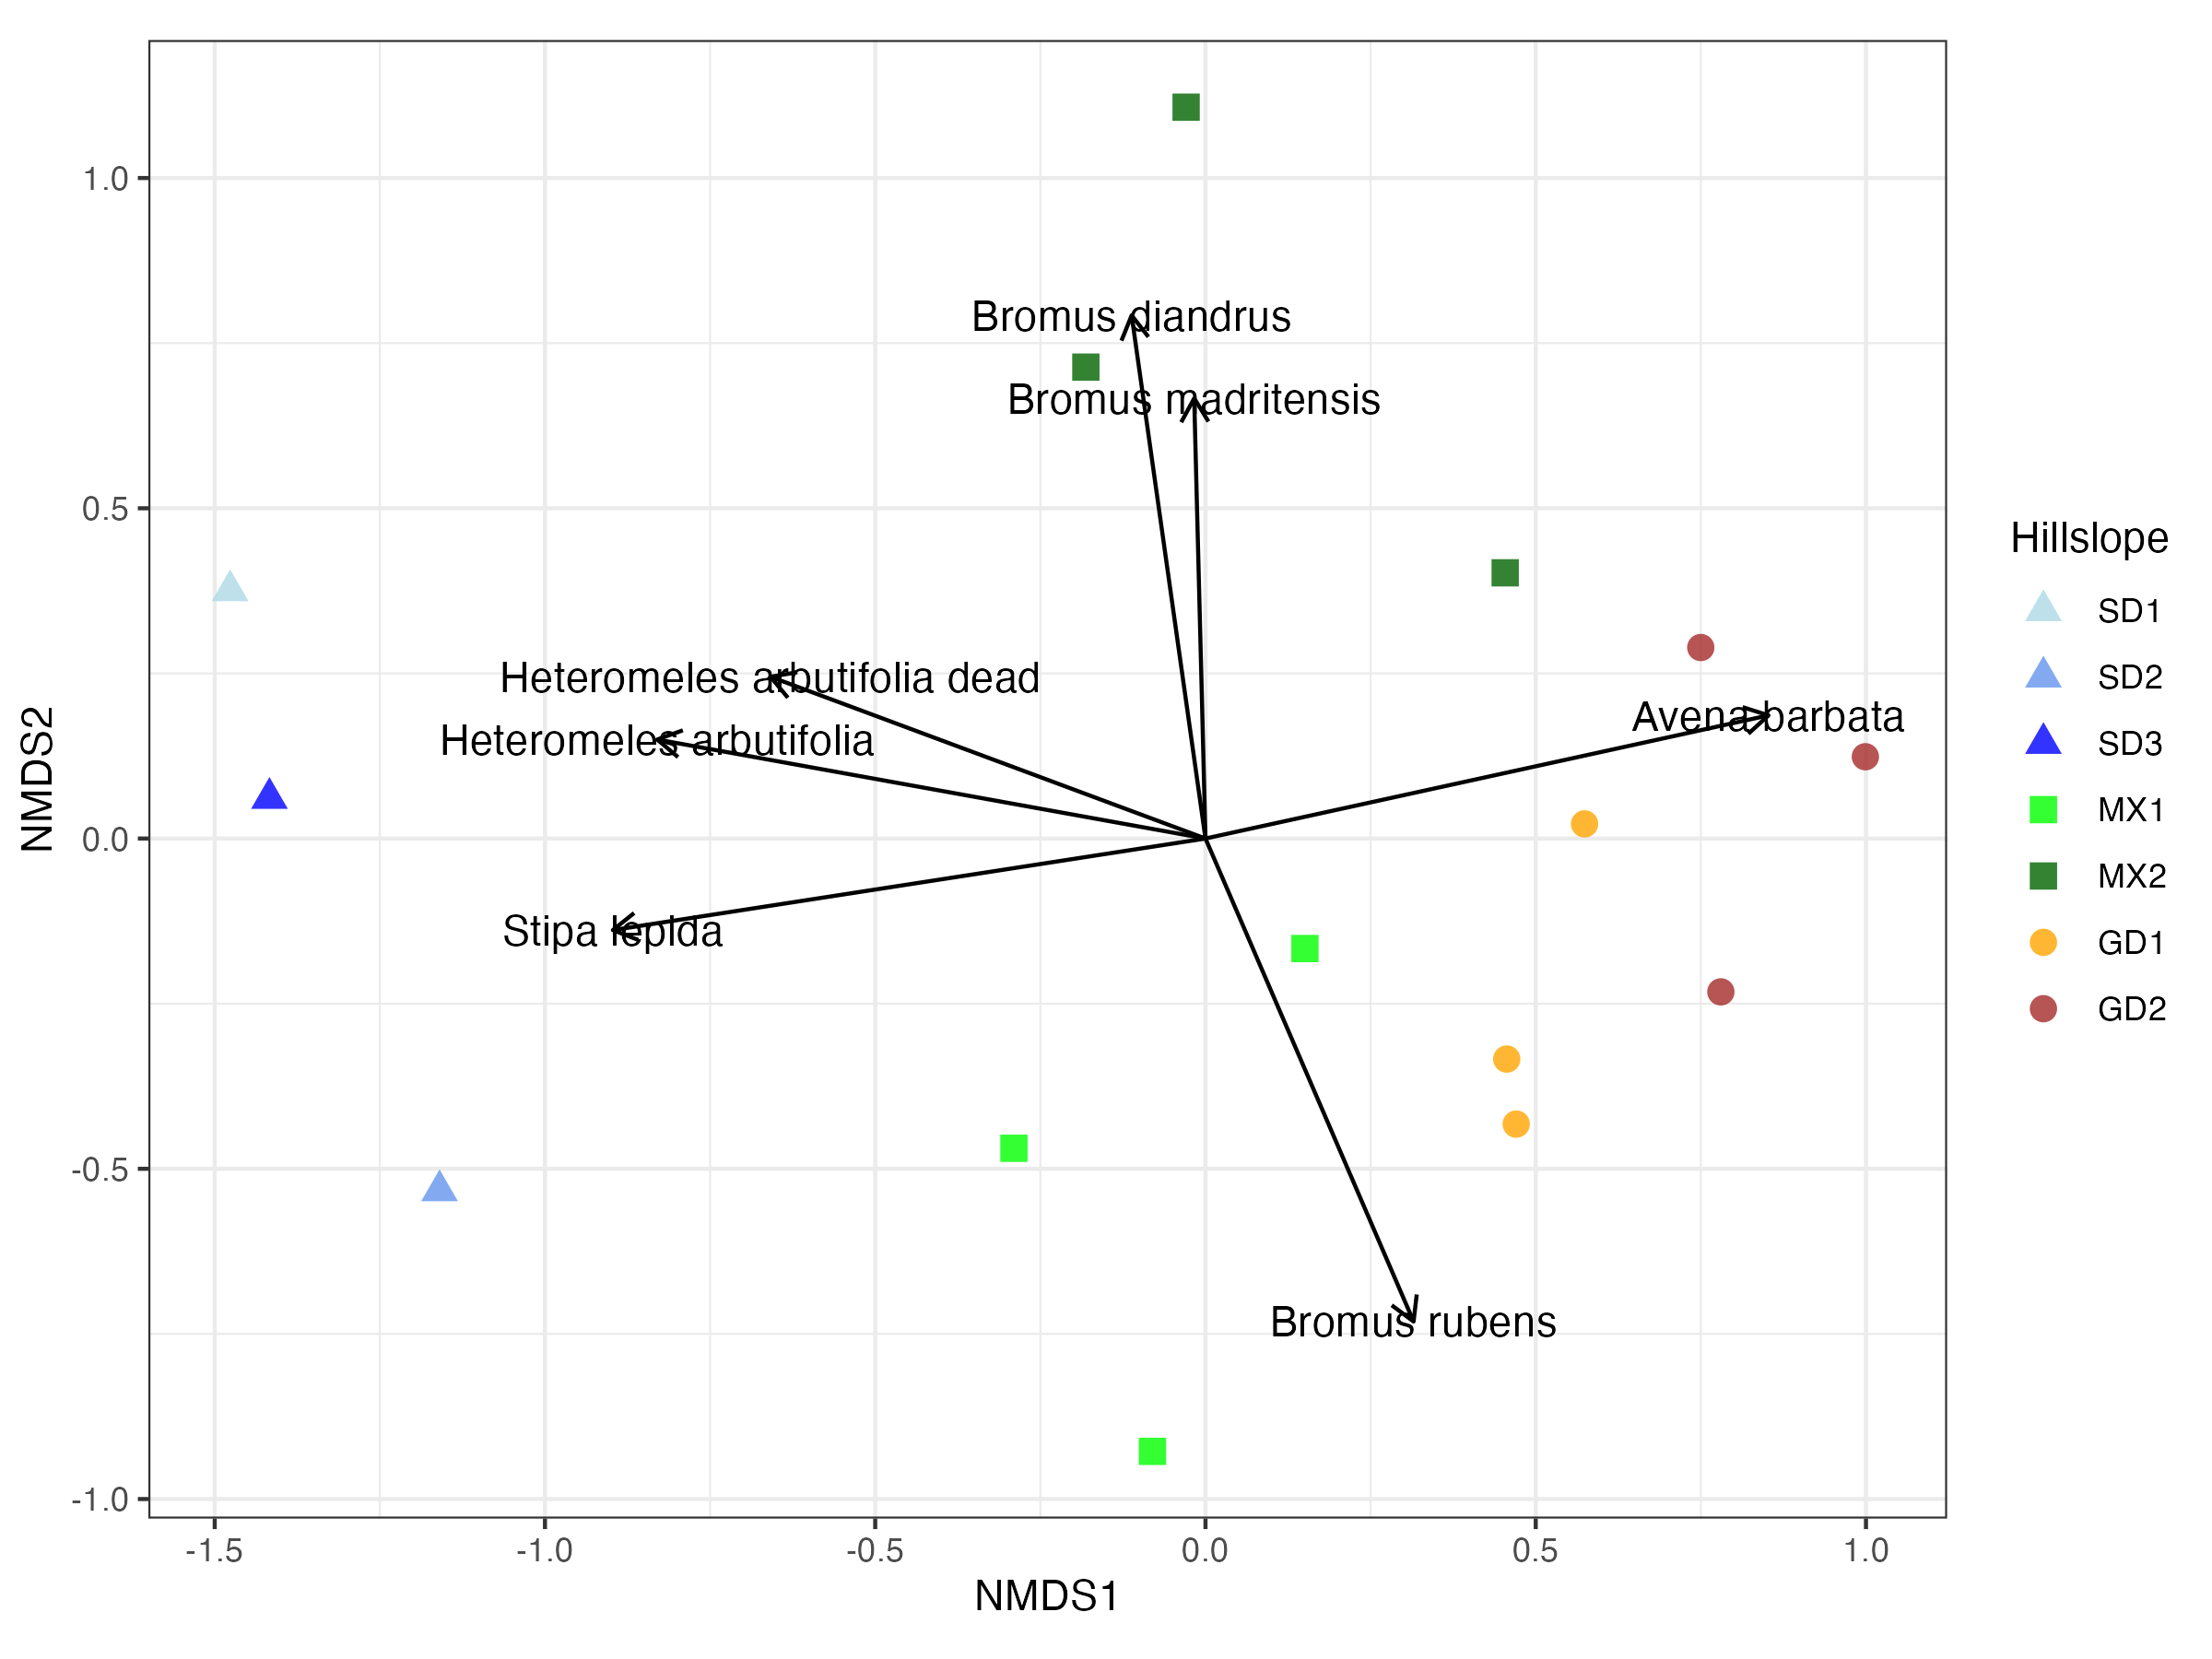 1.0
0.5
0.0
-0.5
-1.0
NMDS2
Bromus diandrus
Bromus madritensis
Heteromeles arbutifolia dead
Heteromeles arbutifolia
Avena barbata
Stipa lepida
Bromus rubens
-1.5
-1.0
-0.5
0.0
0.5
1.0
NMDS1
Hillslope
SD1
SD2
SD3
MX1
MX2
GD1
GD2